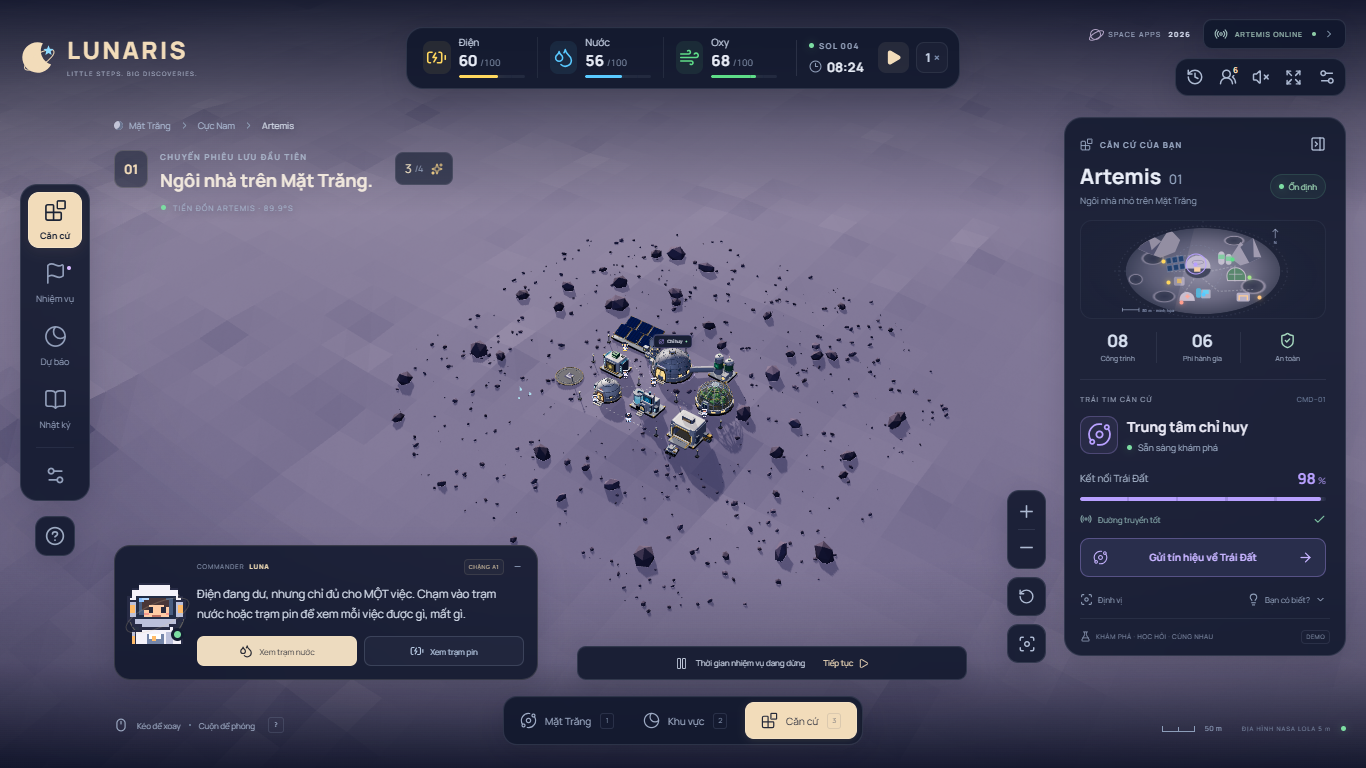 LUNARIS
LITTLE STEPS. BIG DISCOVERIES.
Điện
60 /100
Nước
56 /100
Oxy
68 /100
SOL 004
08:24
1 ×
SPACE APPS 2026
ARTEMIS ONLINE
6
Mặt Trăng > Cực Nam > Artemis
01
CHUYẾN PHIÊU LƯU ĐẦU TIÊN
Ngôi nhà trên Mặt Trăng.
TIỀN ĐỒN ARTEMIS · 89.9°S
3 /4
Căn cứ
Nhiệm vụ
Dự báo
Nhật ký
Chỉ huy
CĂN CỨ CỦA BẠN
Artemis 01
Ổn định
Ngôi nhà nhỏ trên Mặt Trăng
N
08
Công trình
06
Phi hành gia
An toàn
TRÁI TIM CĂN CỨ
CMD-01
Trung tâm chỉ huy
Sẵn sàng khám phá
Kết nối Trái Đất
98 %
Đường truyền tốt
Gửi tín hiệu về Trái Đất
Định vị
Bạn có biết?
KHÁM PHÁ · HỌC HỎI · CÙNG NHAU
DEMO
COMMANDER LUNA
CHẶNG A1
Điện đang dư, nhưng chỉ đủ cho MỘT việc. Chạm vào trạm
nước hoặc trạm pin để xem mỗi việc được gì, mất gì.
Xem trạm nước
Xem trạm pin
Thời gian nhiệm vụ đang dừng
Tiếp tục
Kéo để xoay · Cuộn để phóng
?
Mặt Trăng 1
Khu vực 2
Căn cứ 3
50 m
ĐỊA HÌNH NASA LOLA 5 m